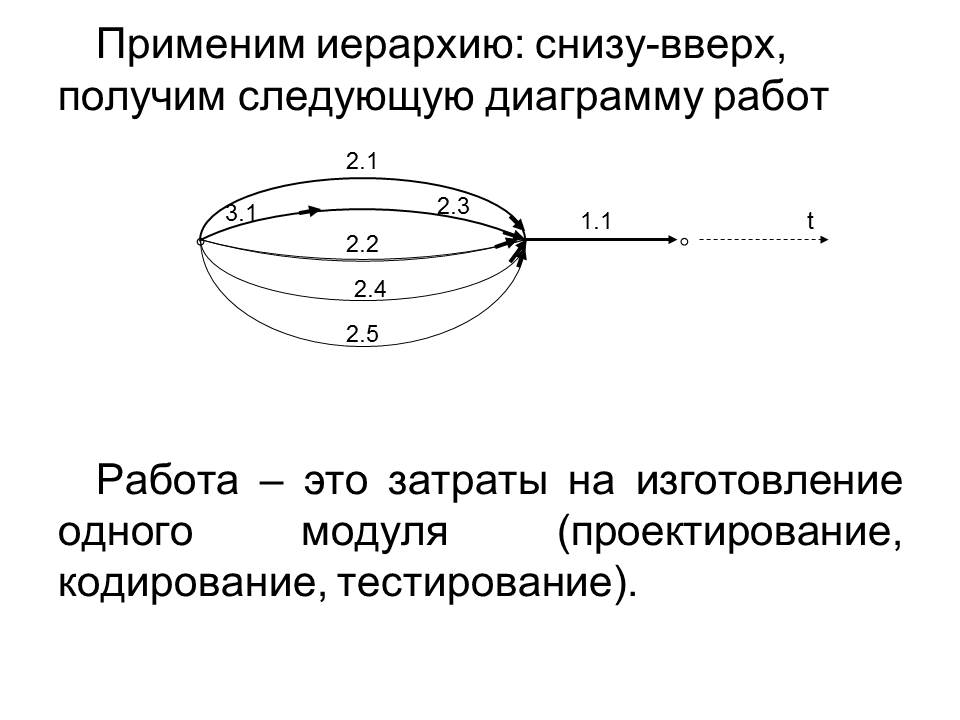 Применим иерархию: снизу-вверх,
получим следующую диаграмму работ
2.1
3.1
2.3
2.2
1.1
t
2.4
2.5
Работа – это затраты на изготовление
одного модуля (проектирование,
кодирование, тестирование).